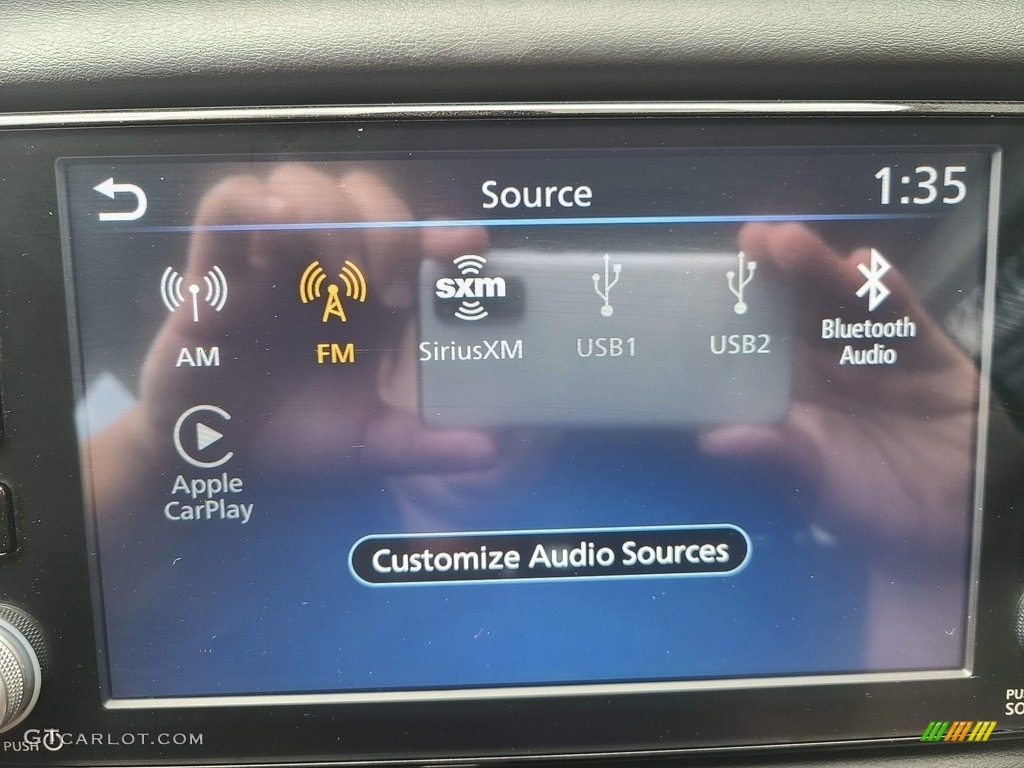 Source
1:35
AM
FM
sxm
SiriusXM
USB1
USB2
Bluetooth
Audio
Apple
CarPlay
Customize Audio Sources
PUSH
GTCARLOT.COM